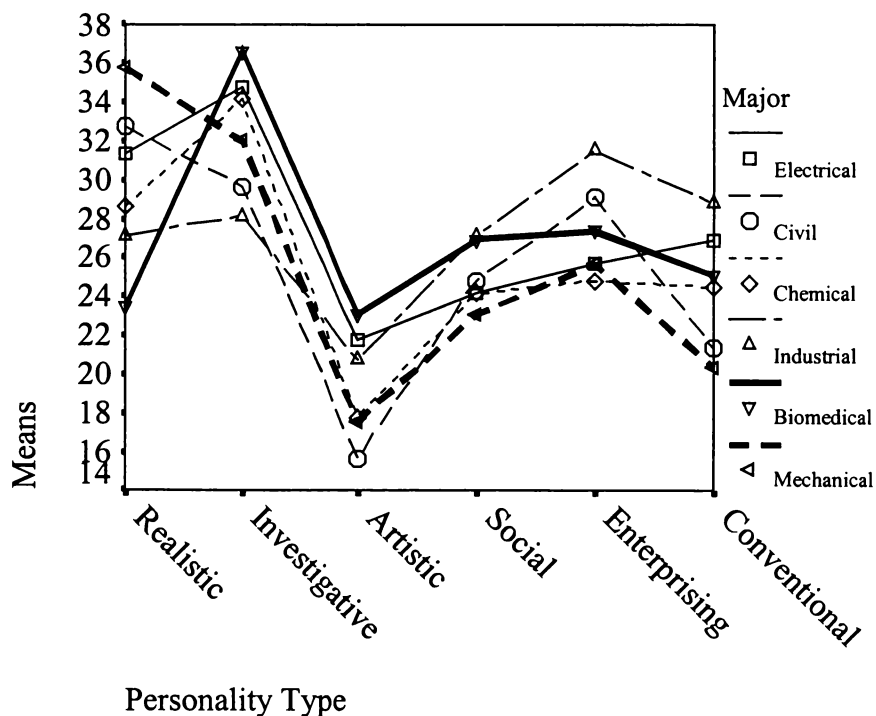 38
36
34
32
30
28
26
24
22
20
18
16
14
Means
Realistic
Investigative
Artistic
Social
Enterprising
Conventional
Personality Type
Major
Electrical
Civil
Chemical
Industrial
Biomedical
Mechanical